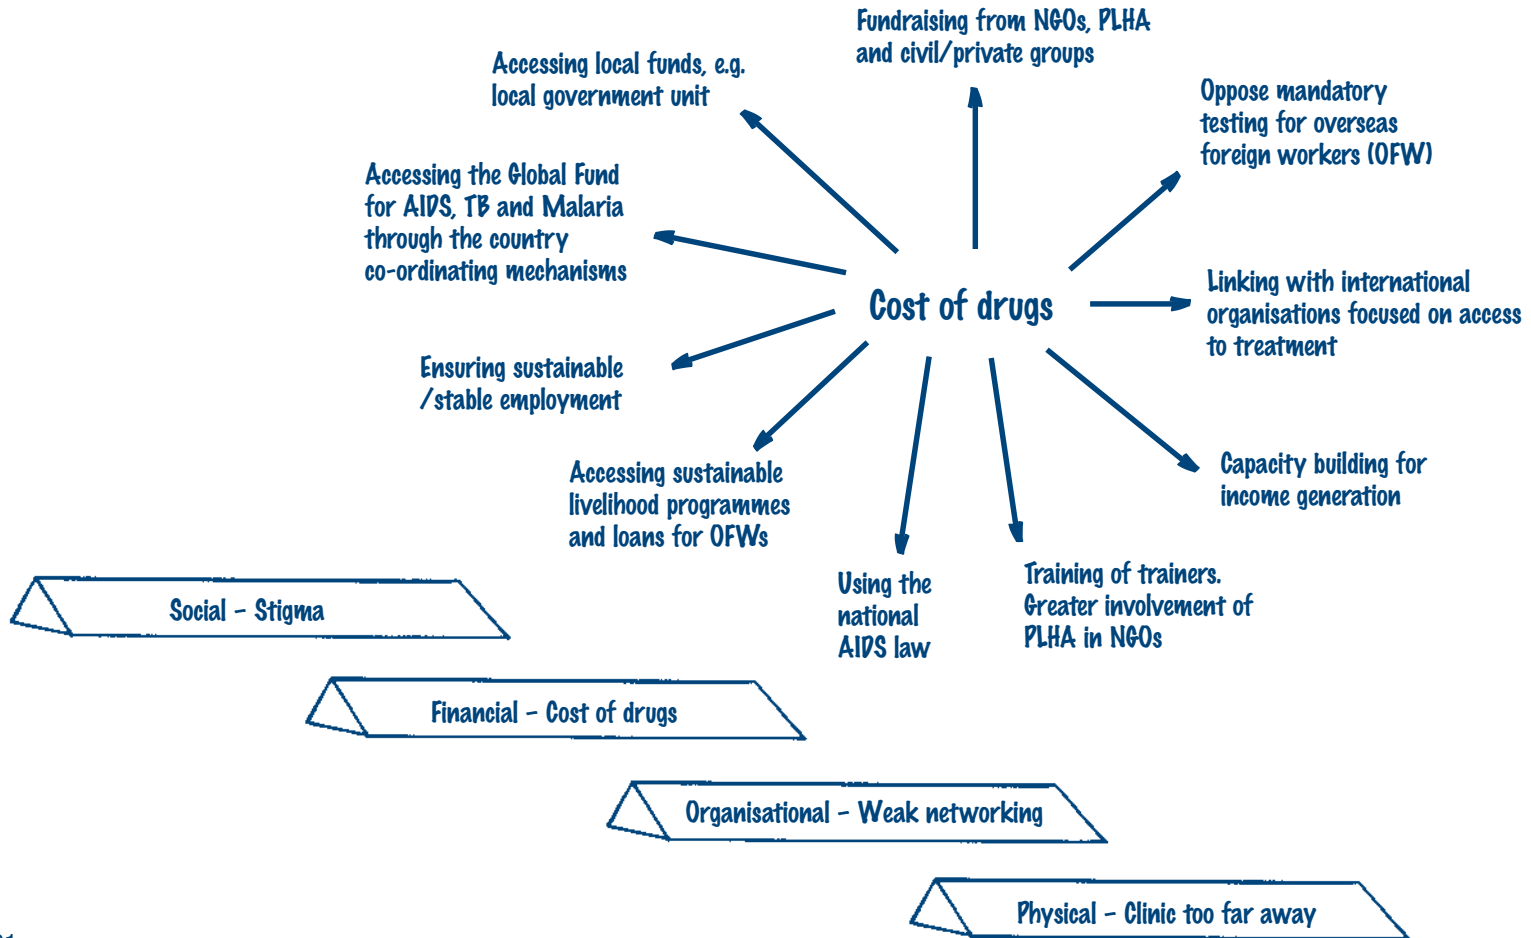 Fundraising from NGOs, PLHA
and civil/private groups
Accessing local funds, e.g.
local government unit
Oppose mandatory
testing for overseas
foreign workers (OFW)
Accessing the Global Fund
for AIDS, TB and Malaria
through the country
co-ordinating mechanisms
Linking with international
organisations focused on access
to treatment
Cost of drugs
Ensuring sustainable
/stable employment
Capacity building for
income generation
Accessing sustainable
livelihood programmes
and loans for OFWs
Using the
national
AIDS law
Training of trainers.
Greater involvement of
PLHA in NGOs
Social – Stigma
Financial – Cost of drugs
Organisational – Weak networking
Physical – Clinic too far away